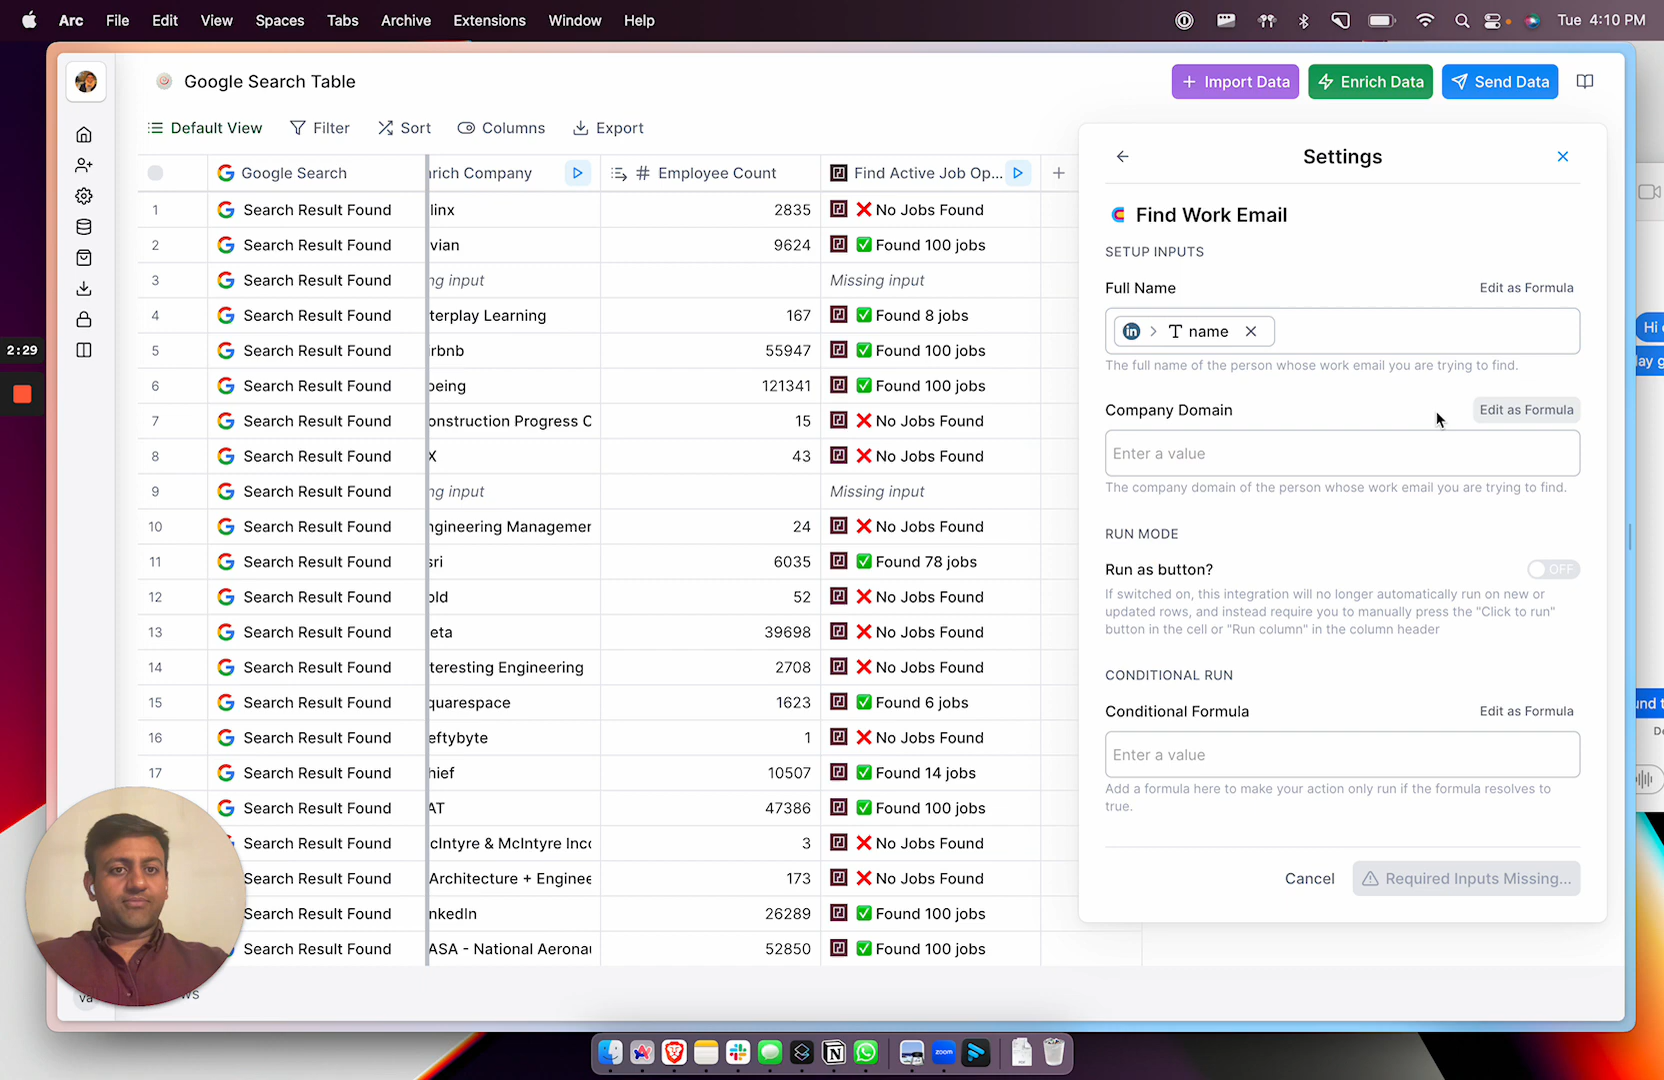 Arc File Edit View Spaces Tabs Archive Extensions Window Help Tue 4:10 PM
Google Search Table
Import Data Enrich Data Send Data
Default View Filter Sort Columns Export
Google Search rich Company # Employee Count Find Active Job Op... +
1 Search Result Found linx 2835 ❌ No Jobs Found
2 Search Result Found vian 9624 ✅ Found 100 jobs
3 Search Result Found ng input Missing input
4 Search Result Found terplay Learning 167 ✅ Found 8 jobs
5 Search Result Found rbnb 55947 ✅ Found 100 jobs
6 Search Result Found eing 121341 ✅ Found 100 jobs
7 Search Result Found onstruction Progress C 15 ❌ No Jobs Found
8 Search Result Found X 43 ❌ No Jobs Found
9 Search Result Found ng input Missing input
10 Search Result Found ngineering Managemer 24 ❌ No Jobs Found
11 Search Result Found sri 6035 ✅ Found 78 jobs
12 Search Result Found old 52 ❌ No Jobs Found
13 Search Result Found eta 39698 ❌ No Jobs Found
14 Search Result Found teresting Engineering 2708 ❌ No Jobs Found
15 Search Result Found quarespace 1623 ✅ Found 6 jobs
16 Search Result Found eftybyte 1 ❌ No Jobs Found
17 Search Result Found hief 10507 ✅ Found 14 jobs
Search Result Found AT 47386 ✅ Found 100 jobs
Search Result Found cIntyre & McIntyre Inc 3 ❌ No Jobs Found
Search Result Found Architecture + Enginee 173 ❌ No Jobs Found
Search Result Found nkedIn 26289 ✅ Found 100 jobs
Search Result Found ASA - National Aeronau 52850 ✅ Found 100 jobs
2:29
Settings
Find Work Email
SETUP INPUTS
Full Name Edit as Formula
in > T name
The full name of the person whose work email you are trying to find.
Company Domain Edit as Formula
Enter a value
The company domain of the person whose work email you are trying to find.
RUN MODE
Run as button? OFF
If switched on, this integration will no longer automatically run on new or
updated rows, and instead require you to manually press the "Click to run"
button in the cell or "Run column" in the column header
CONDITIONAL RUN
Conditional Formula Edit as Formula
Enter a value
Add a formula here to make your action only run if the formula resolves to
true.
Cancel Required Inputs Missing...
Hi
ay g
und t
zoom